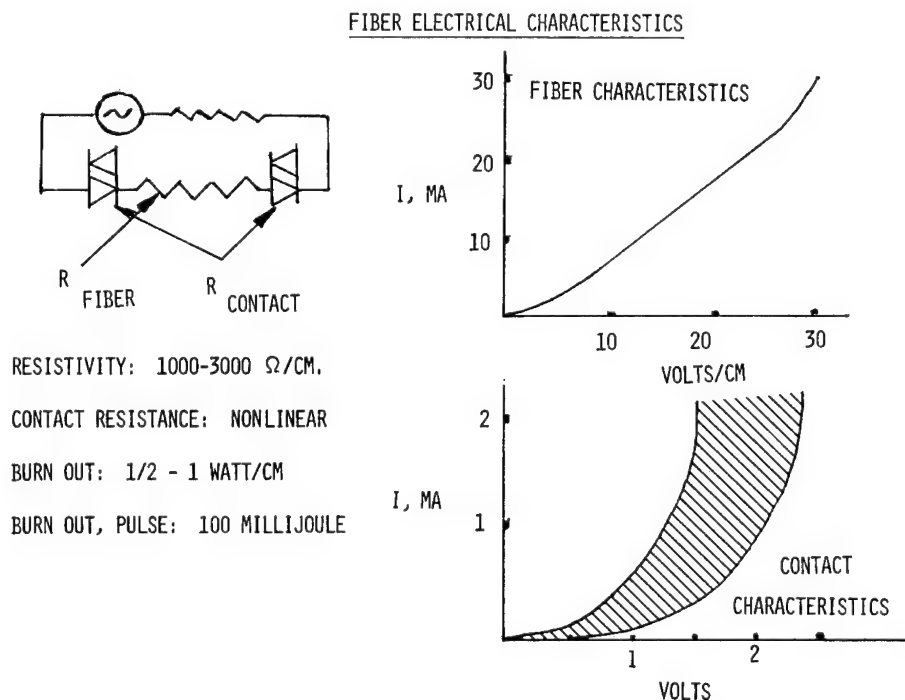 FIBER ELECTRICAL CHARACTERISTICS
R FIBER
R CONTACT
RESISTIVITY: 1000-3000 Ω/CM.
CONTACT RESISTANCE: NONLINEAR
BURN OUT: 1/2 - 1 WATT/CM
BURN OUT, PULSE: 100 MILLIJOULE
FIBER CHARACTERISTICS
I, MA
30
20
10
10 20 30
VOLTS/CM
I, MA
2
1
CONTACT
CHARACTERISTICS
1 2
VOLTS